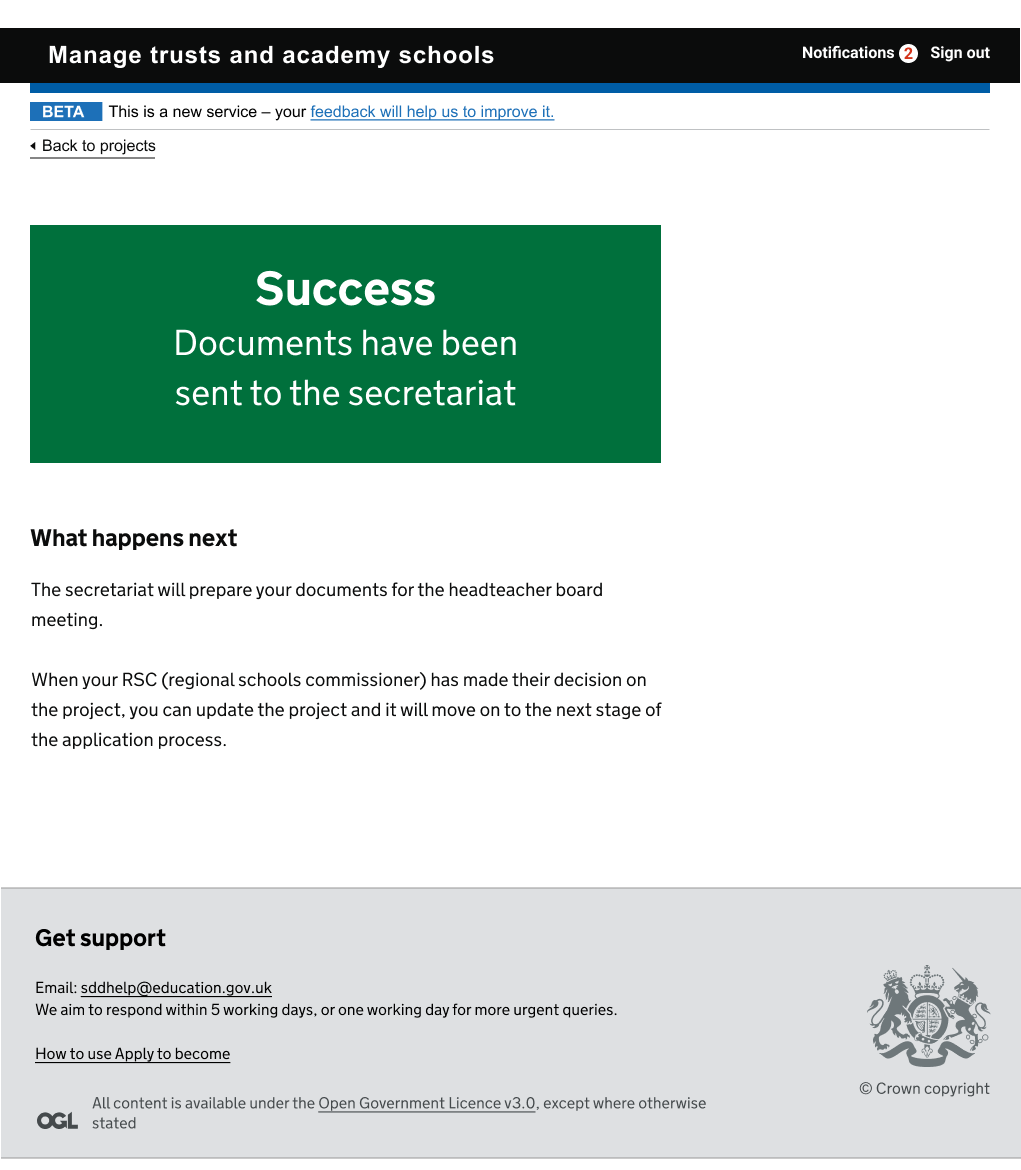 Manage trusts and academy schools
Notifications 2 Sign out
BETA This is a new service – your feedback will help us to improve it.
Back to projects
Success
Documents have been
sent to the secretariat
What happens next
The secretariat will prepare your documents for the headteacher board
meeting.
When your RSC (regional schools commissioner) has made their decision on
the project, you can update the project and it will move on to the next stage of
the application process.
Get support
Email: sddhelp@education.gov.uk
We aim to respond within 5 working days, or one working day for more urgent queries.
How to use Apply to become
© Crown copyright
OGL
All content is available under the Open Government Licence v3.0, except where otherwise
stated